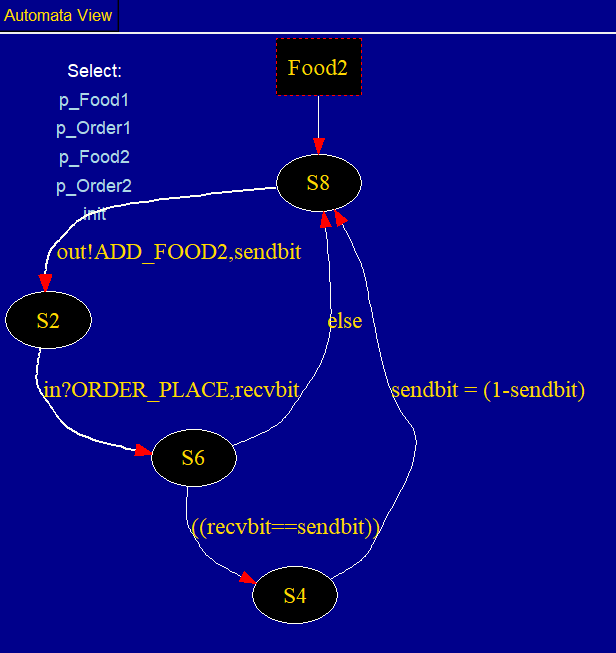 Automata View
Select:
p_Food1
p_Order1
p_Food2
p_Order2
init
Food2
S8
out!ADD_FOOD2,sendbit
S2
else
in?ORDER_PLACE,recvbit
sendbit = (1-sendbit)
S6
((recvbit==sendbit))
S4